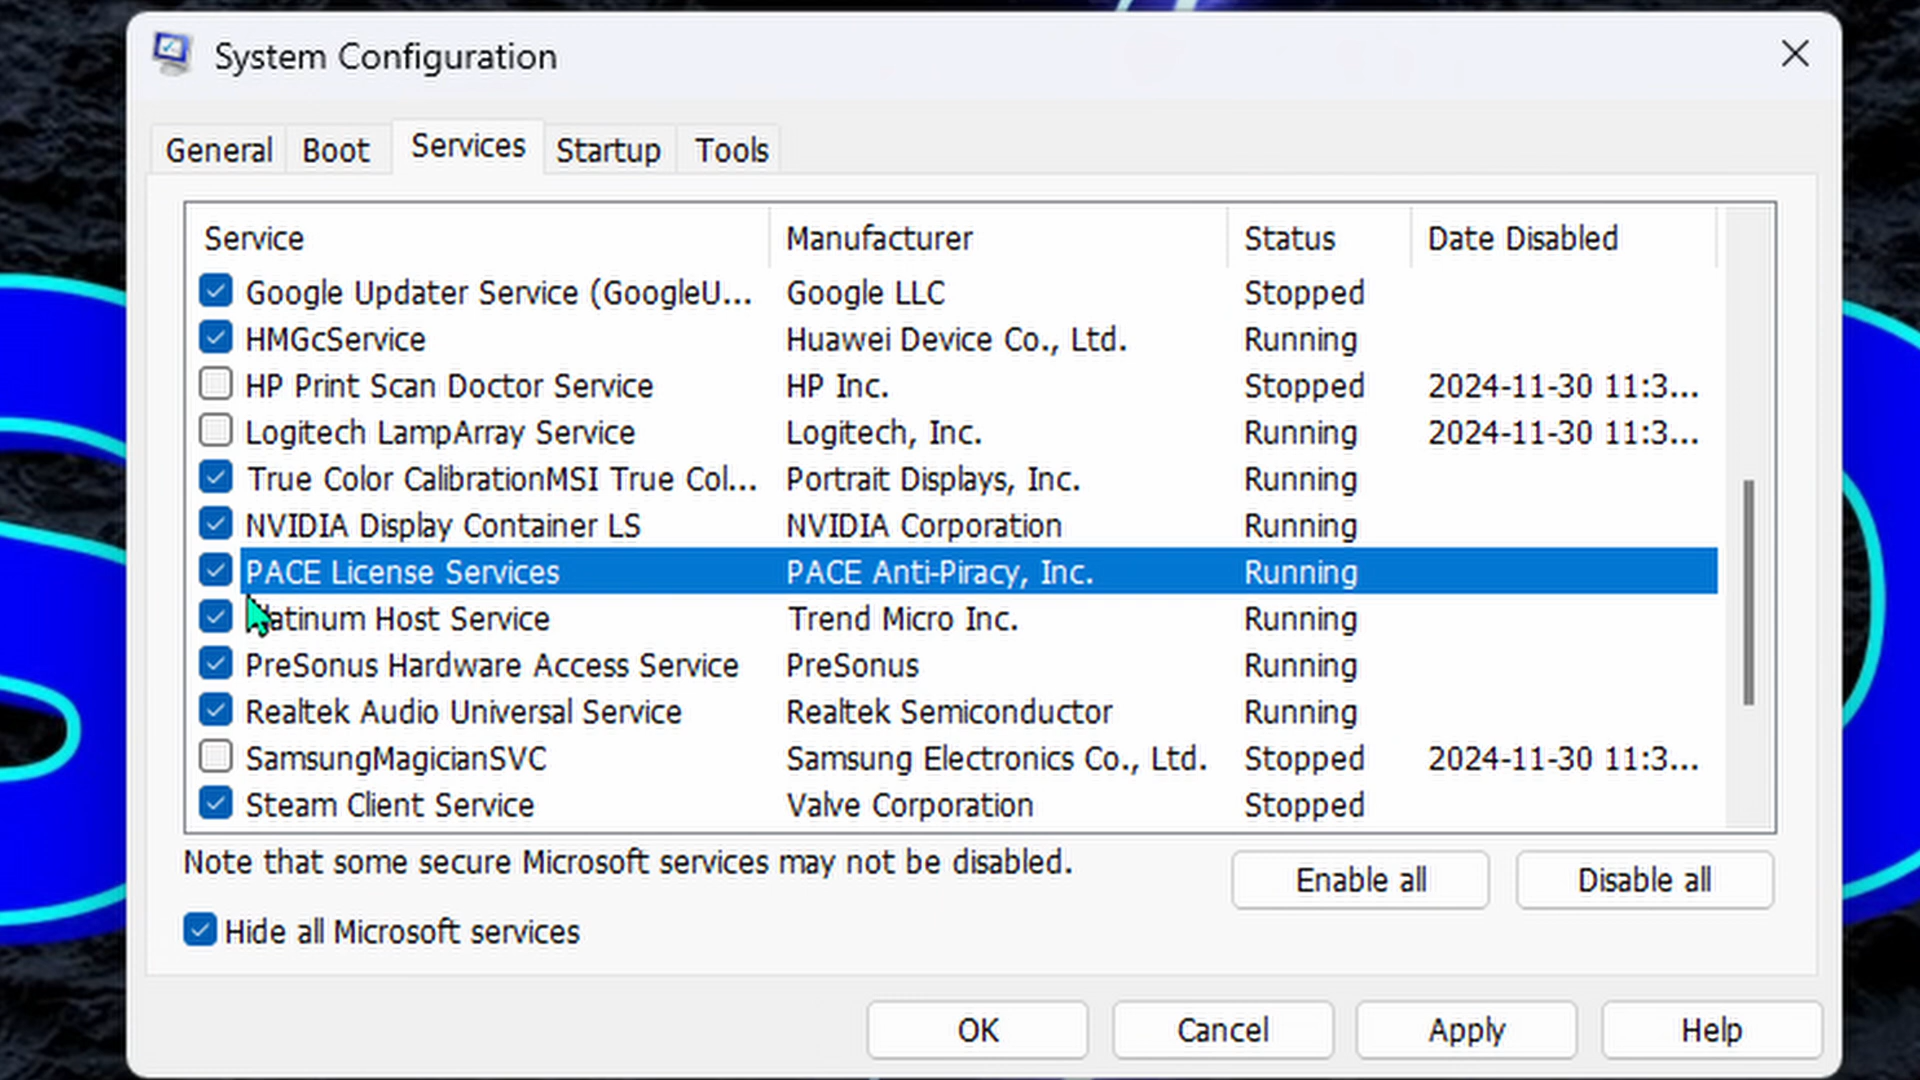 System Configuration
General Boot Services Startup Tools
Service Manufacturer Status Date Disabled
Google Updater Service (GoogleU... Google LLC Stopped
HMGcService Huawei Device Co., Ltd. Running
HP Print Scan Doctor Service HP Inc. Stopped 2024-11-30 11:3...
Logitech LampArray Service Logitech, Inc. Running 2024-11-30 11:3...
True Color CalibrationMSI True Col... Portrait Displays, Inc. Running
NVIDIA Display Container LS NVIDIA Corporation Running
PACE License Services PACE Anti-Piracy, Inc. Running
Platinum Host Service Trend Micro Inc. Running
PreSonus Hardware Access Service PreSonus Running
Realtek Audio Universal Service Realtek Semiconductor Running
SamsungMagicianSVC Samsung Electronics Co., Ltd. Stopped 2024-11-30 11:3...
Steam Client Service Valve Corporation Stopped
Note that some secure Microsoft services may not be disabled.
Enable all Disable all
Hide all Microsoft services
OK Cancel Apply Help